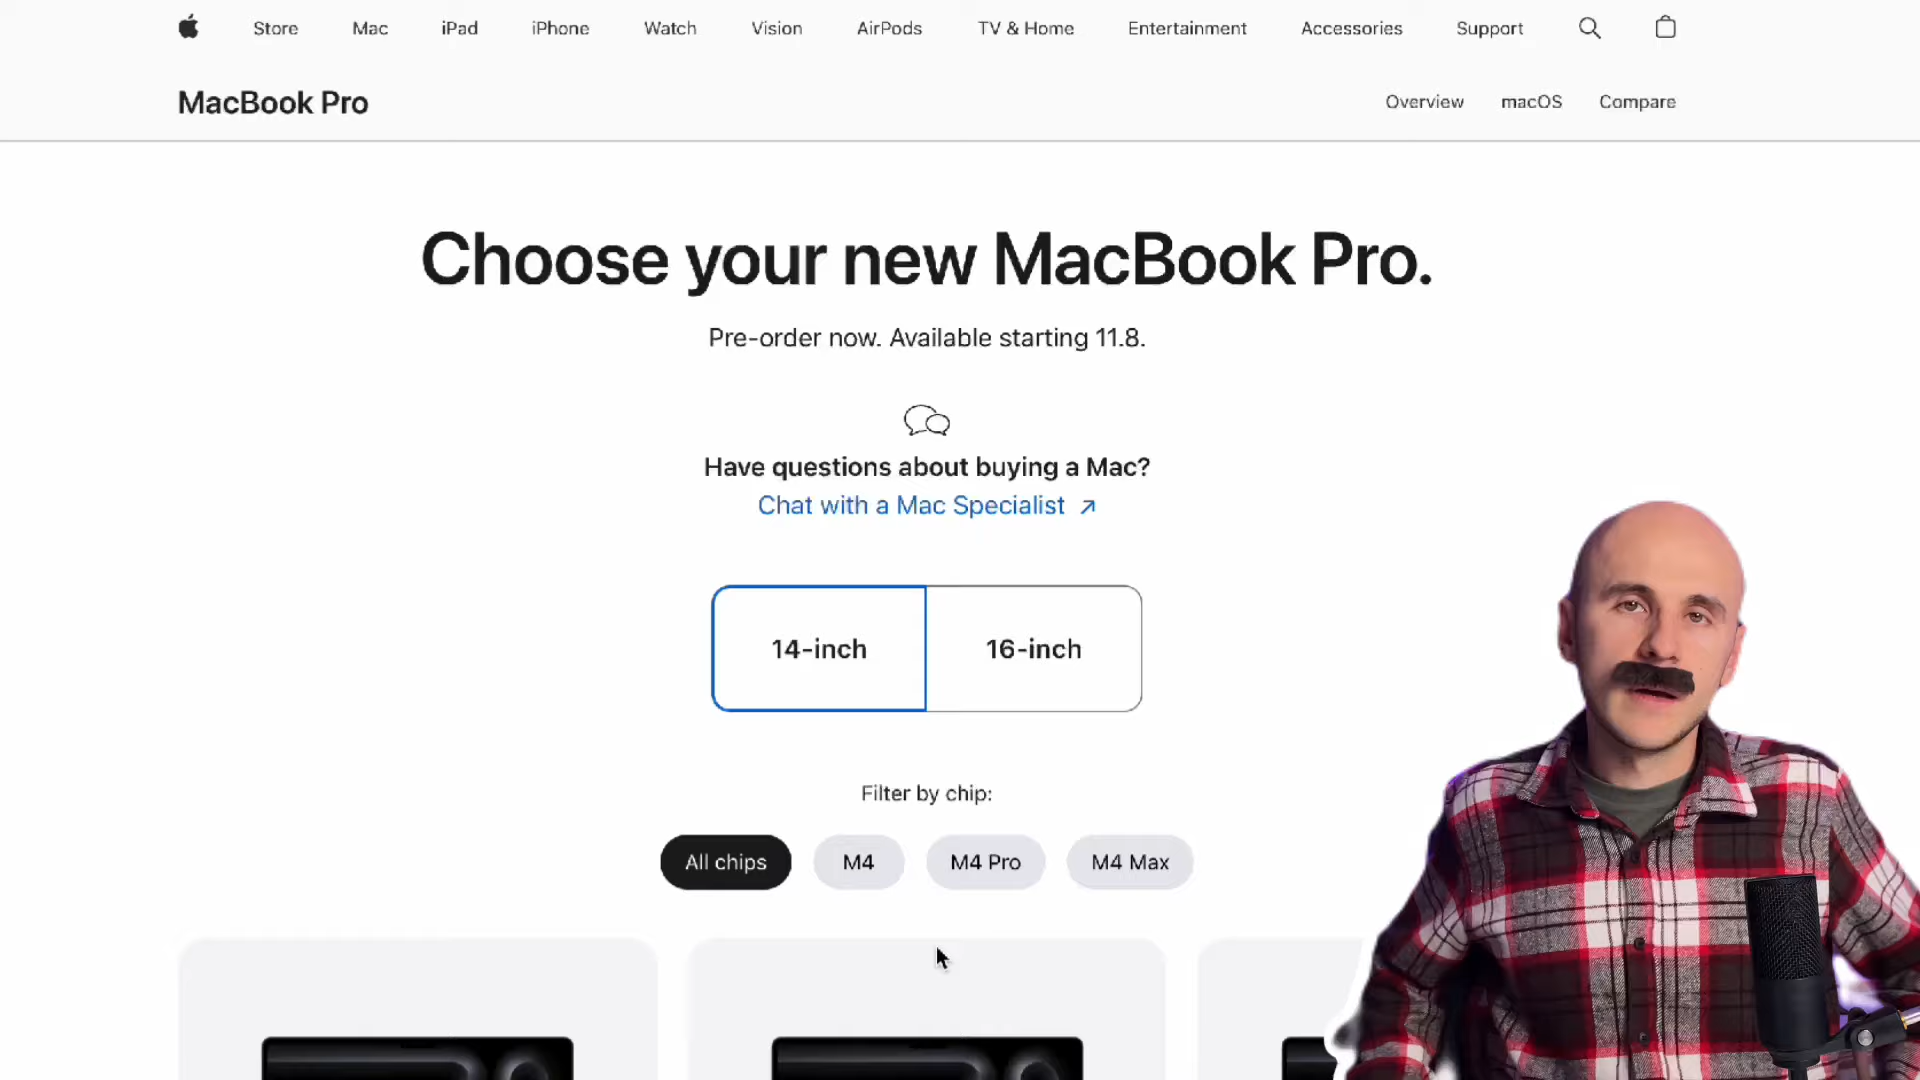 Store Mac iPad iPhone Watch Vision AirPods TV & Home Entertainment Accessories Support
MacBook Pro Overview macOS Compare
Choose your new MacBook Pro.
Pre-order now. Available starting 11.8.
Have questions about buying a Mac?
Chat with a Mac Specialist ↗
14-inch 16-inch
Filter by chip:
All chips M4 M4 Pro M4 Max